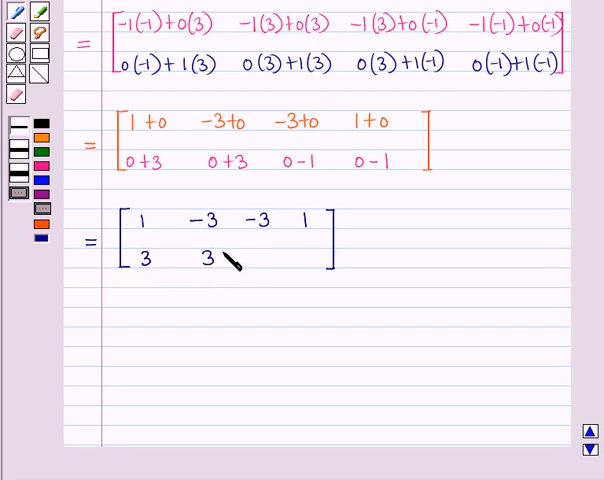 -1(-1)+0(3) -1(3)+0(3) -1(3)+0(-1) -1(-1)+0(-1)
=
0(-1)+1(3) 0(3)+1(3) 0(3)+1(-1) 0(-1)+1(-1)
1+0 -3+0 -3+0 1+0
=
0+3 0+3 0-1 0-1
1 -3 -3 1
=
3 3